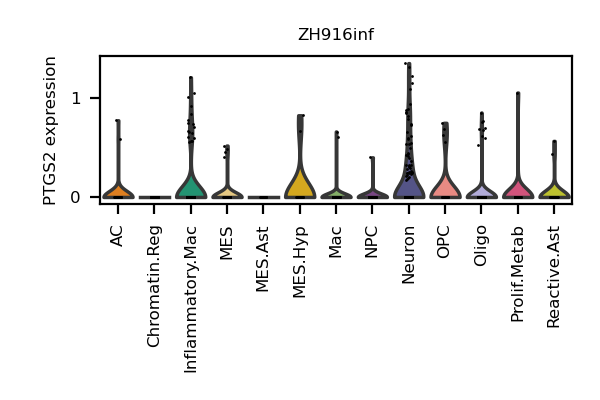 ZH916inf
PTGS2 expression
1
0
AC
Chromatin.Reg
Inflammatory.Mac
MES
MES.Ast
MES.Hyp
Mac
NPC
Neuron
OPC
Oligo
Prolif.Metab
Reactive.Ast